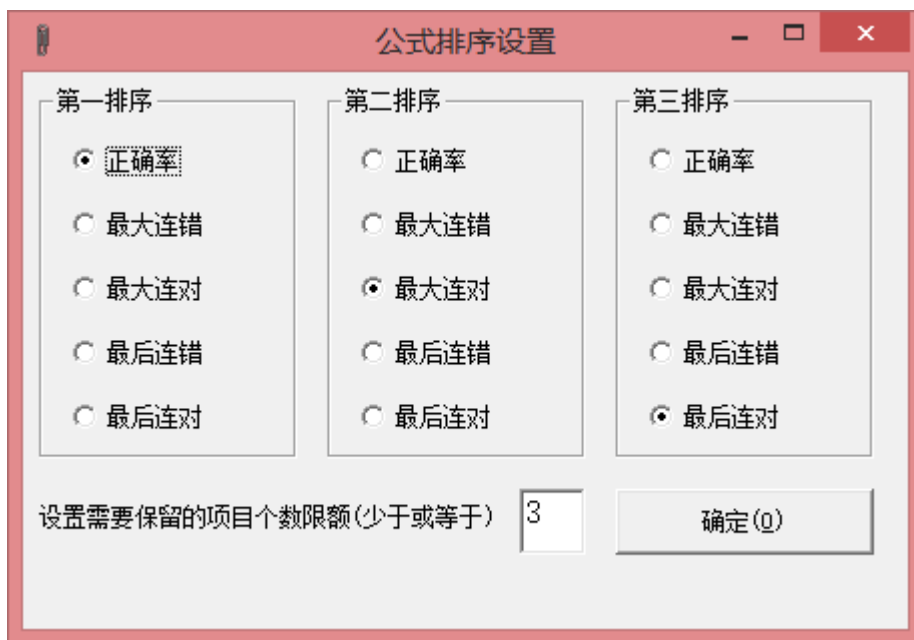 公式排序设置
第一排序
正确率
最大连错
最大连对
最后连错
最后连对
第二排序
正确率
最大连错
最大连对
最后连错
最后连对
第三排序
正确率
最大连错
最大连对
最后连错
最后连对
设置需要保留的项目个数限额(少于或等于)
3
确定(O)